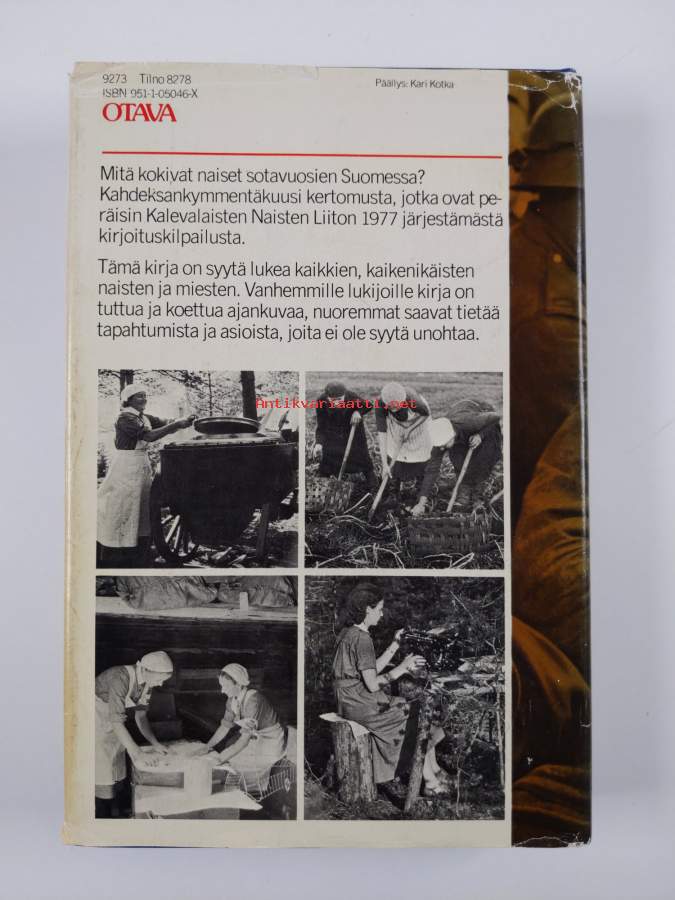 9273 Tilno 8278
ISBN 951-1-05046-X
OTAVA
Päällys: Kari Kotka
Mitä kokivat naiset sotavuosien Suomessa?
Kahdeksankymmentäkuusi kertomusta, jotka ovat pe-
räisin Kalevalaisten Naisten Liiton 1977 järjestämästä
kirjoituskilpailusta.
Tämä kirja on syytä lukea kaikkien, kaikenikäisten
naisten ja miesten. Vanhemmille lukijoille kirja on
tuttua ja koettua ajankuvaa, nuoremmat saavat tietää
tapahtumista ja asioista, joita ei ole syytä unohtaa.
Antikvariaatti.net